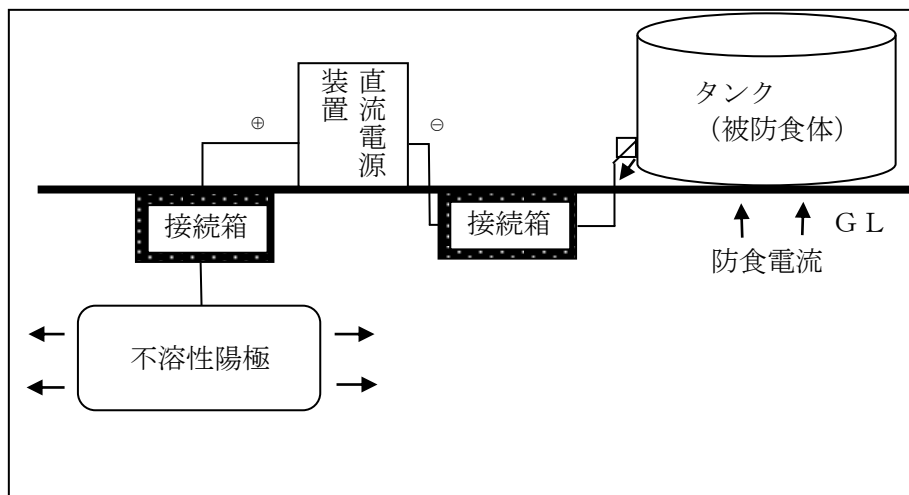 ⊕
直流電源
装置
⊖
タンク
（被防食体）
接続箱
接続箱
ＧＬ
防食電流
不溶性陽極